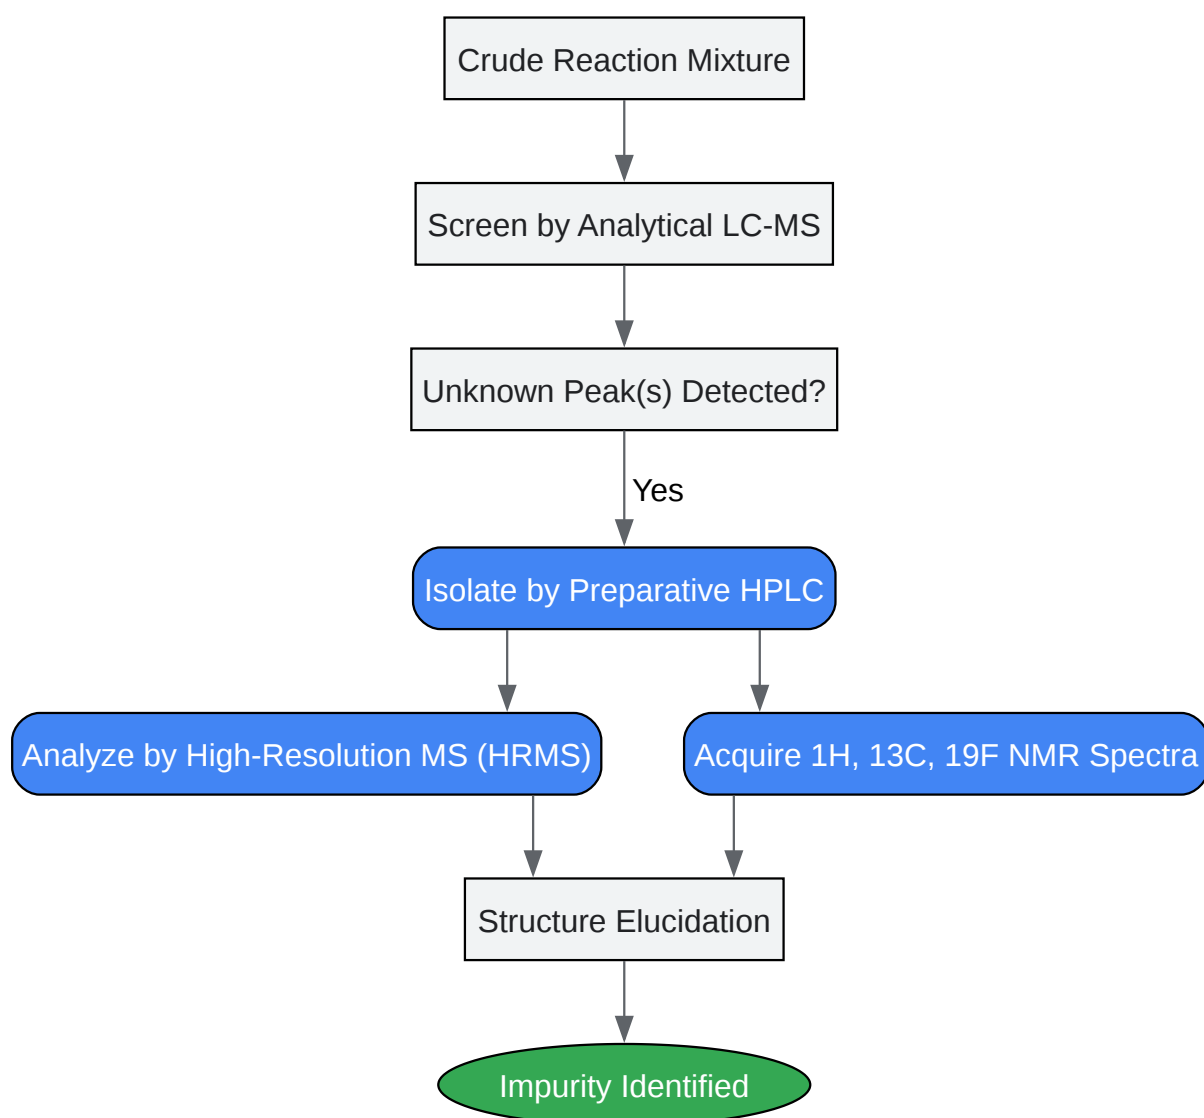 Crude Reaction Mixture
Screen by Analytical LC-MS
Unknown Peak(s) Detected?
Yes
Isolate by Preparative HPLC
Analyze by High-Resolution MS (HRMS)
Acquire 1H, 13C, 19F NMR Spectra
Structure Elucidation
Impurity Identified